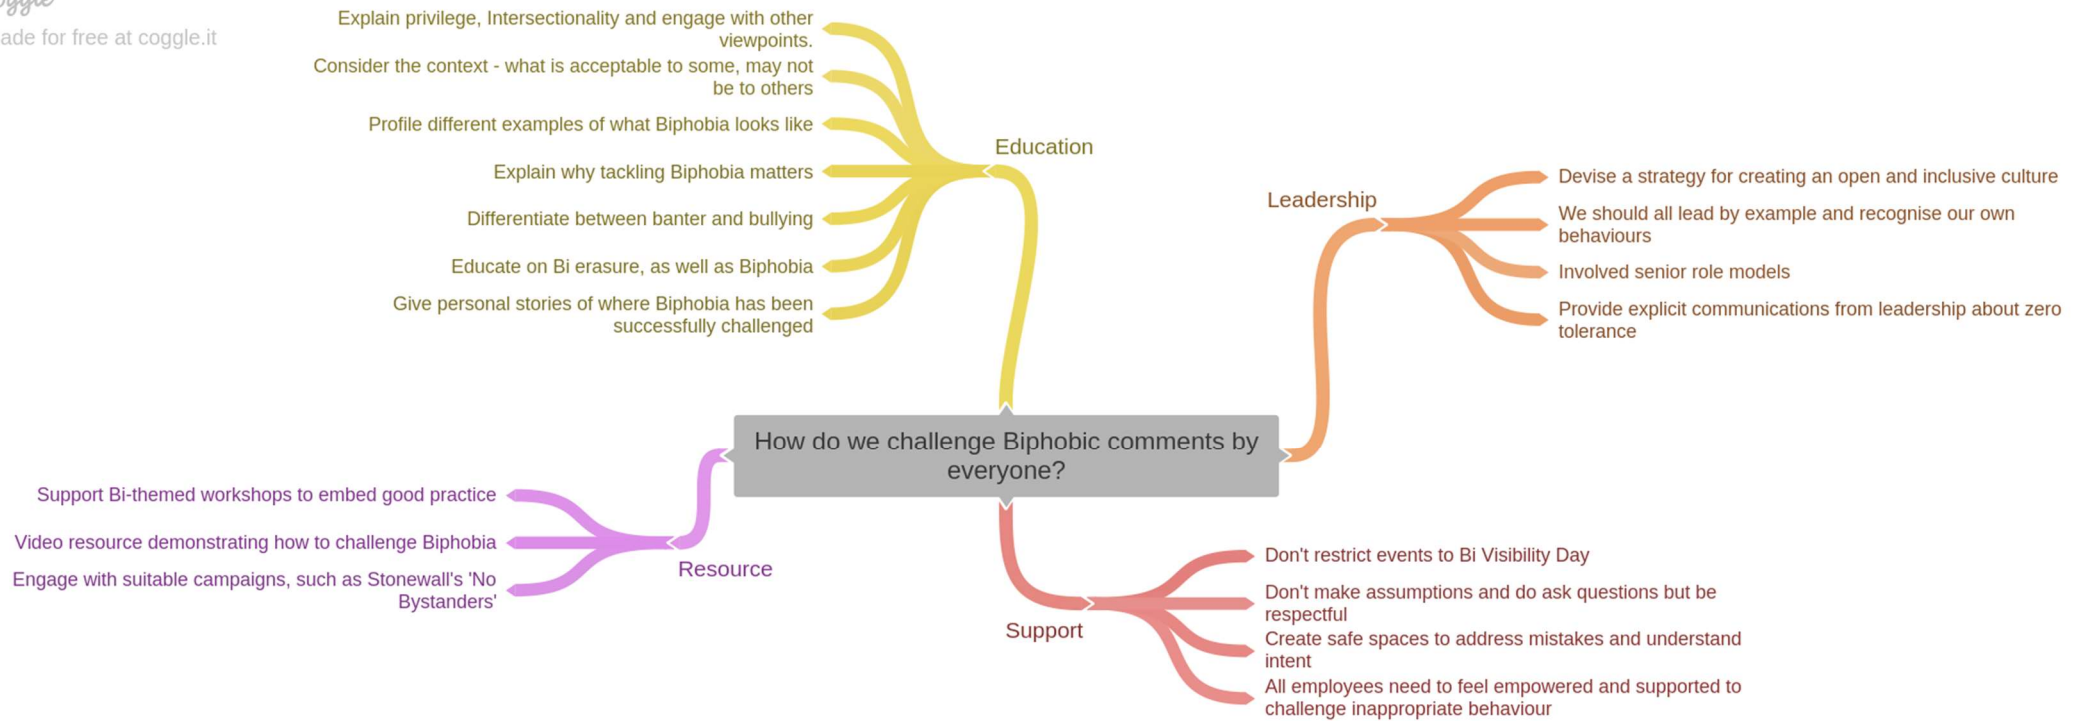 ade for free at coggle.it
Explain privilege, Intersectionality and engage with other
viewpoints.
Consider the context - what is acceptable to some, may not
be to others
Profile different examples of what Biphobia looks like
Explain why tackling Biphobia matters
Differentiate between banter and bullying
Educate on Bi erasure, as well as Biphobia
Give personal stories of where Biphobia has been
successfully challenged
Education
Leadership
Devise a strategy for creating an open and inclusive culture
We should all lead by example and recognise our own
behaviours
Involved senior role models
Provide explicit communications from leadership about zero
tolerance
How do we challenge Biphobic comments by
everyone?
Support Bi-themed workshops to embed good practice
Video resource demonstrating how to challenge Biphobia
Engage with suitable campaigns, such as Stonewall's 'No
Bystanders'
Resource
Support
Don't restrict events to Bi Visibility Day
Don't make assumptions and do ask questions but be
respectful
Create safe spaces to address mistakes and understand
intent
All employees need to feel empowered and supported to
challenge inappropriate behaviour